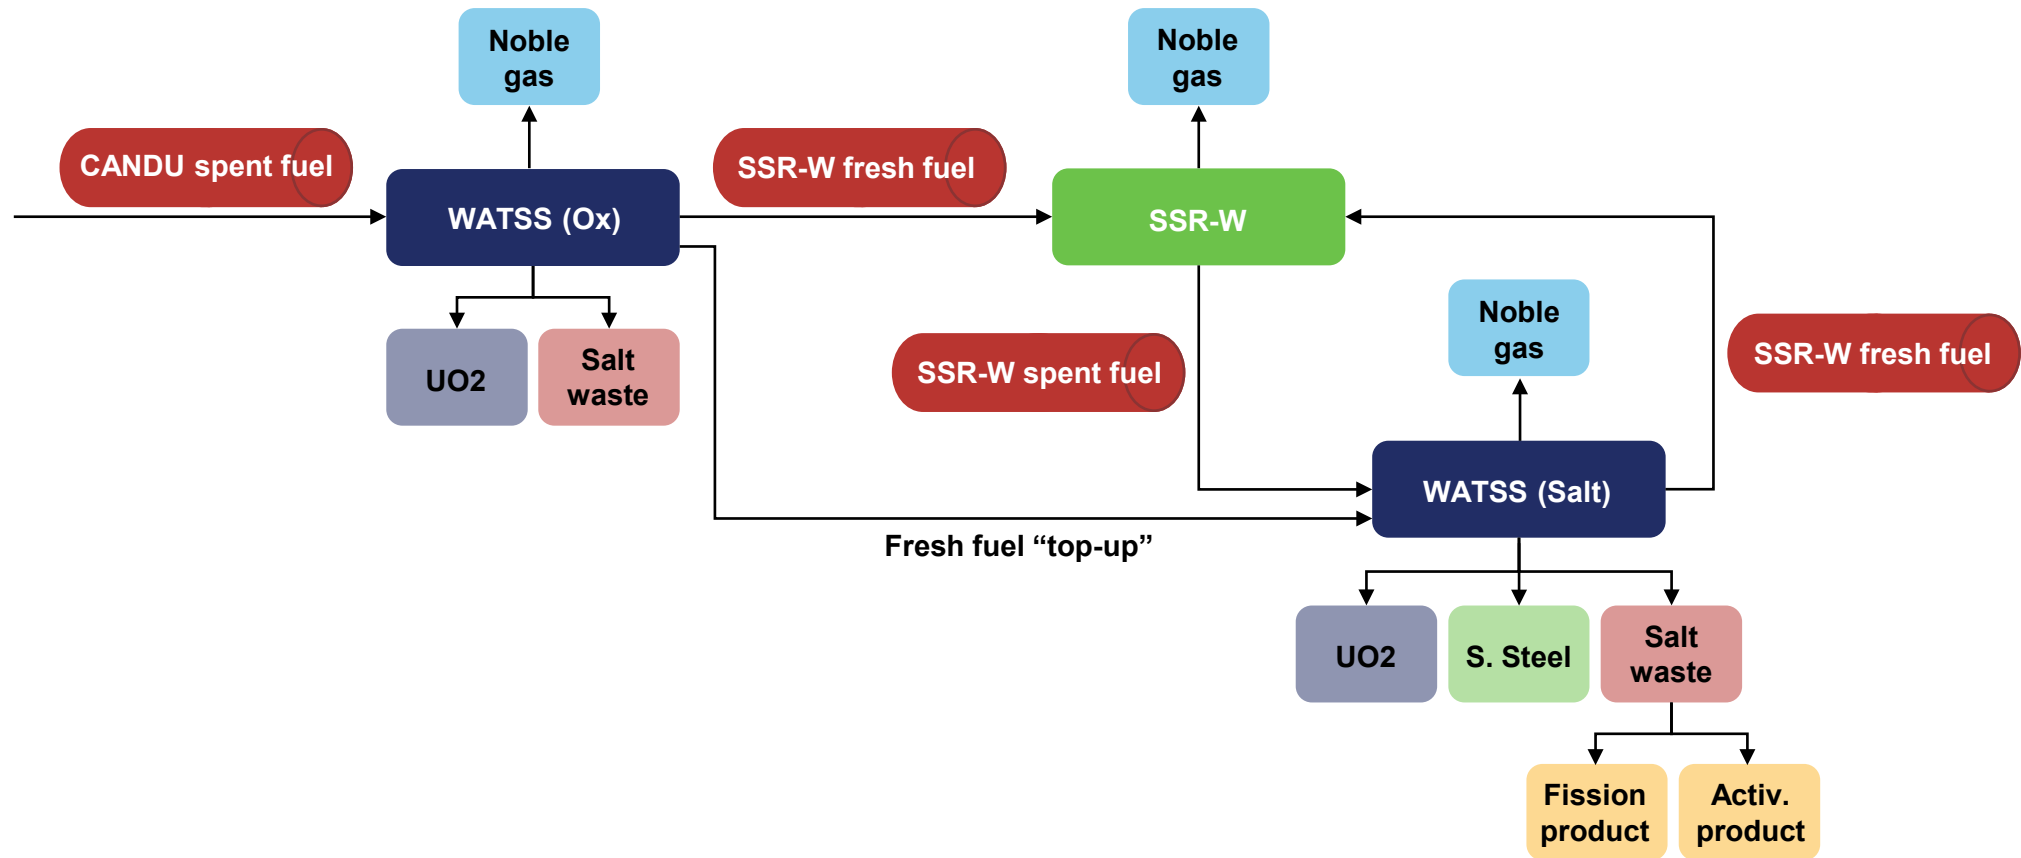 Noble
gas
Noble
gas
CANDU spent fuel
SSR-W fresh fuel
WATSS (Ox)
SSR-W
Noble
gas
UO2
Salt
waste
SSR-W spent fuel
SSR-W fresh fuel
WATSS (Salt)
Fresh fuel “top-up”
UO2
S. Steel
Salt
waste
Fission
product
Activ.
product